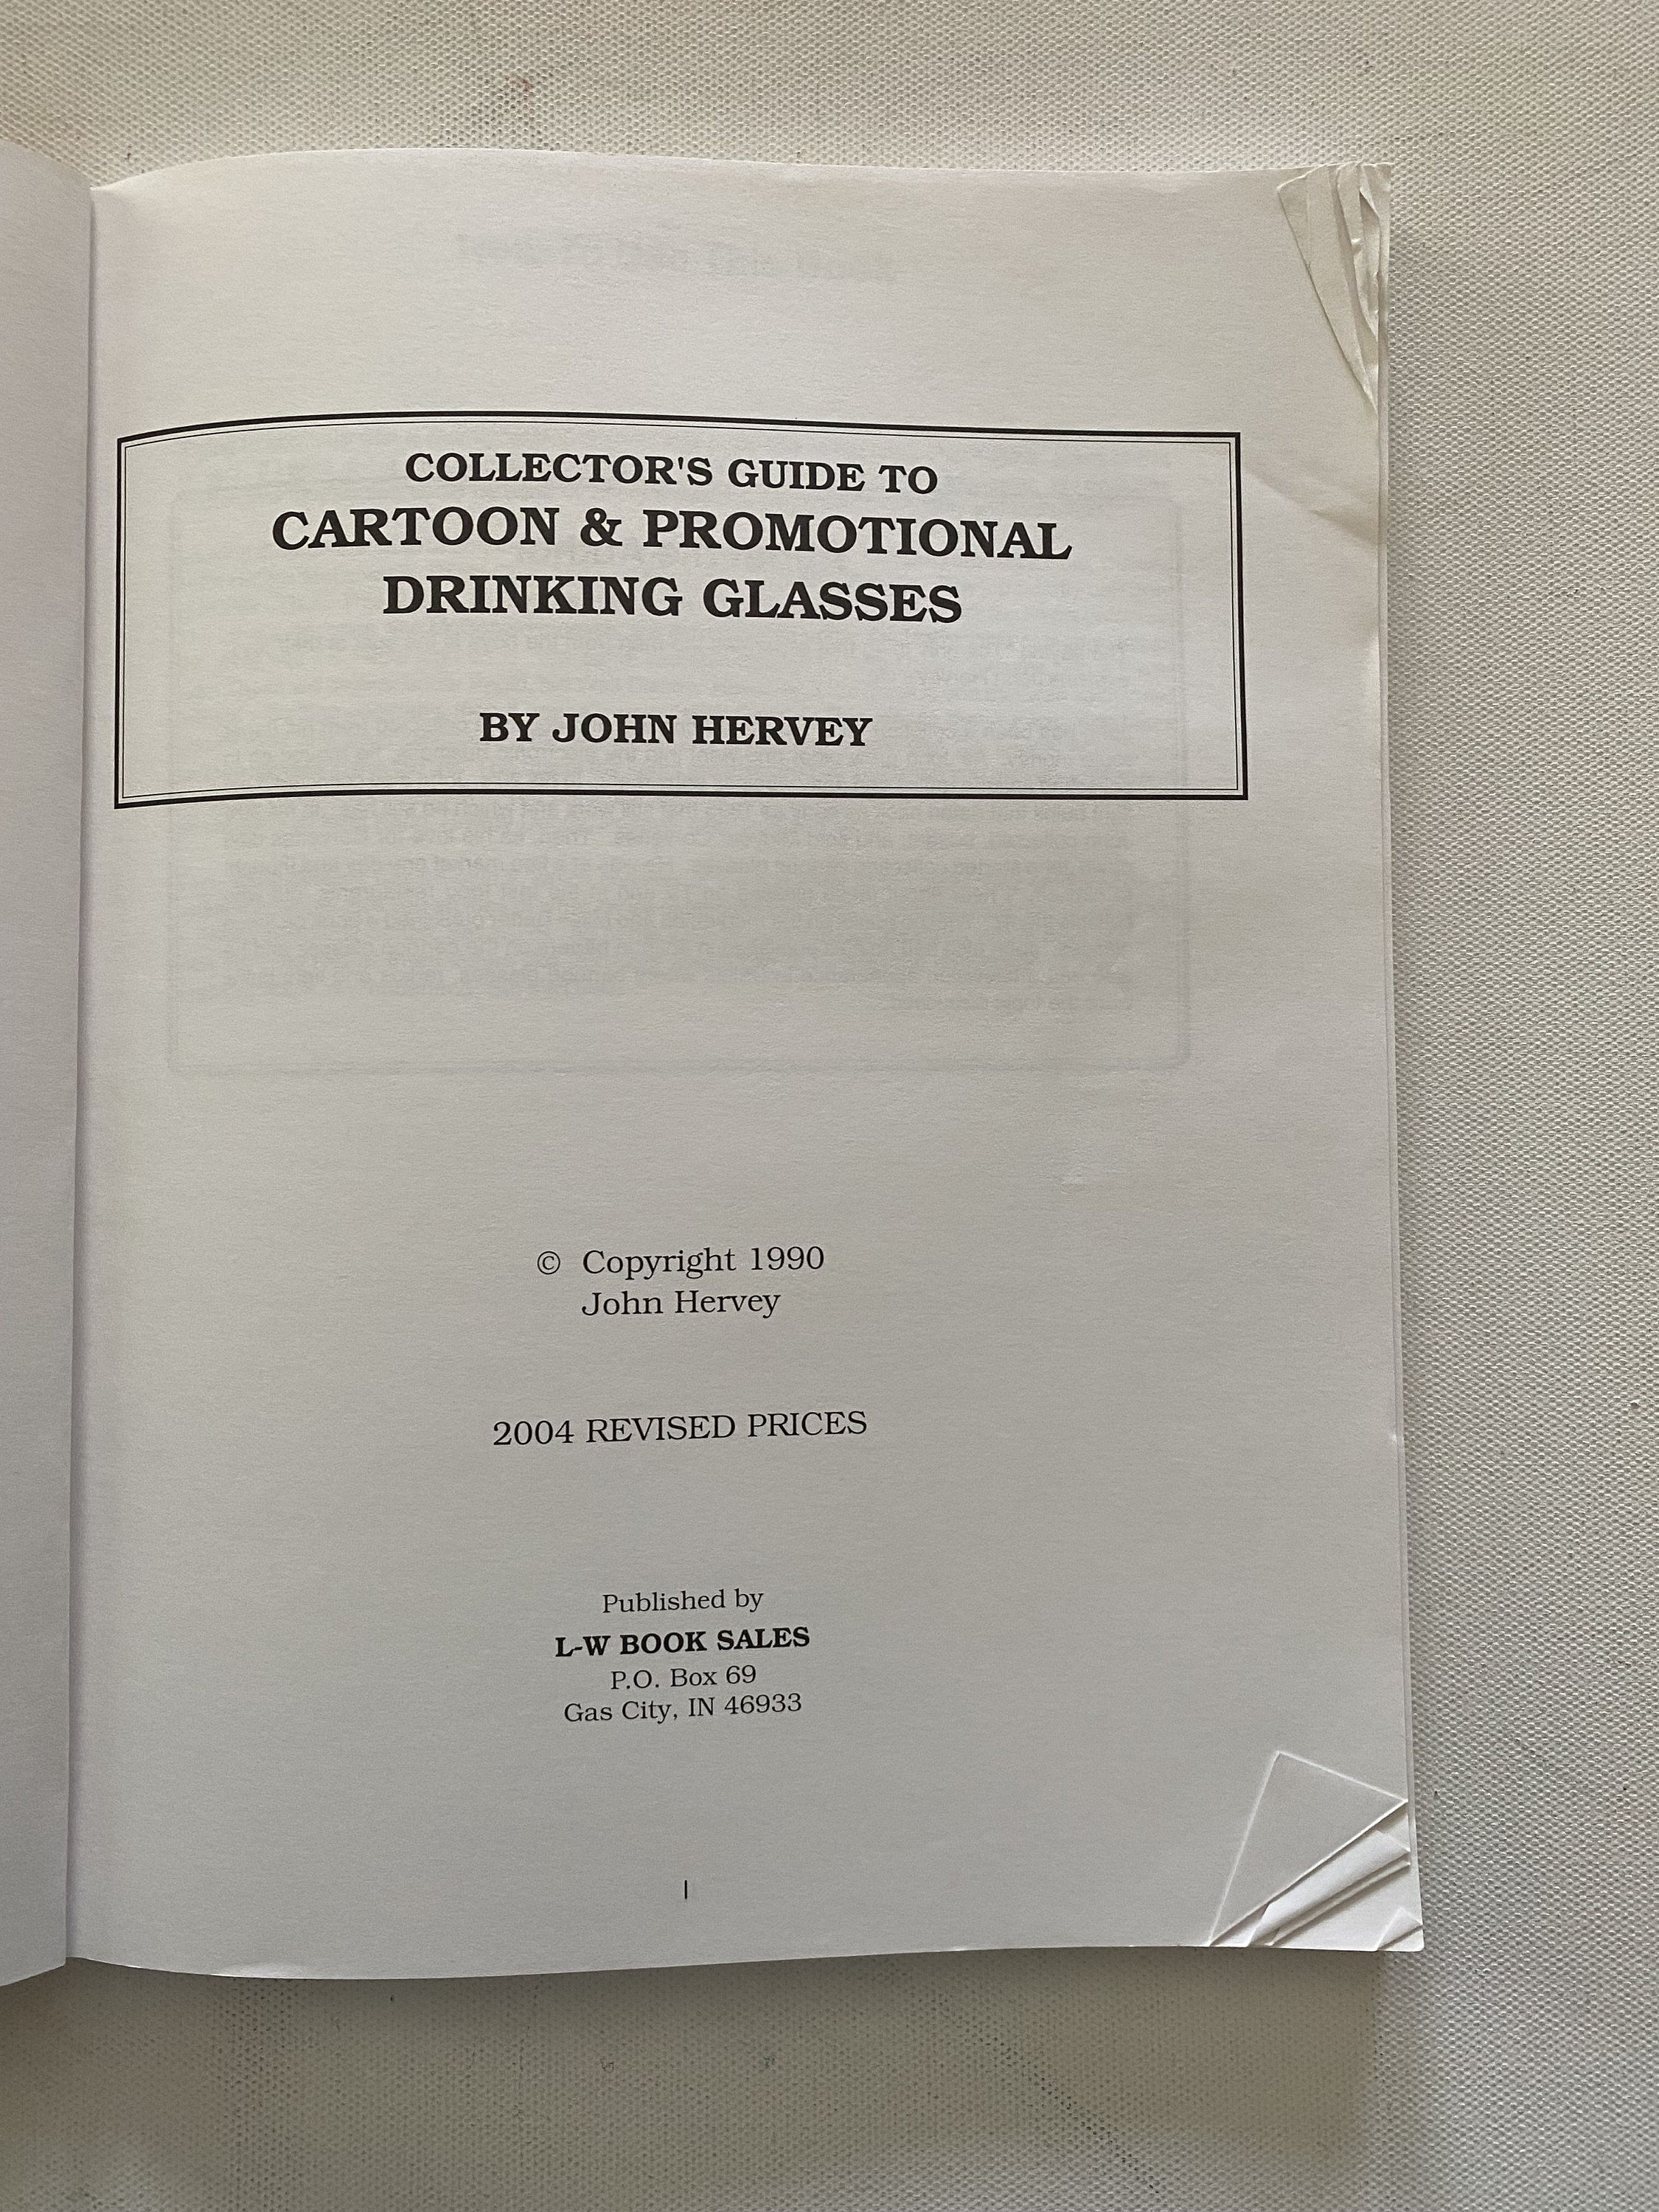 COLLECTOR'S GUIDE TO
CARTOON & PROMOTIONAL
DRINKING GLASSES
BY JOHN HERVEY
© Copyright 1990
John Hervey
2004 REVISED PRICES
Published by
L-W BOOK SALES
P.O. Box 69
Gas City, IN 46933
1